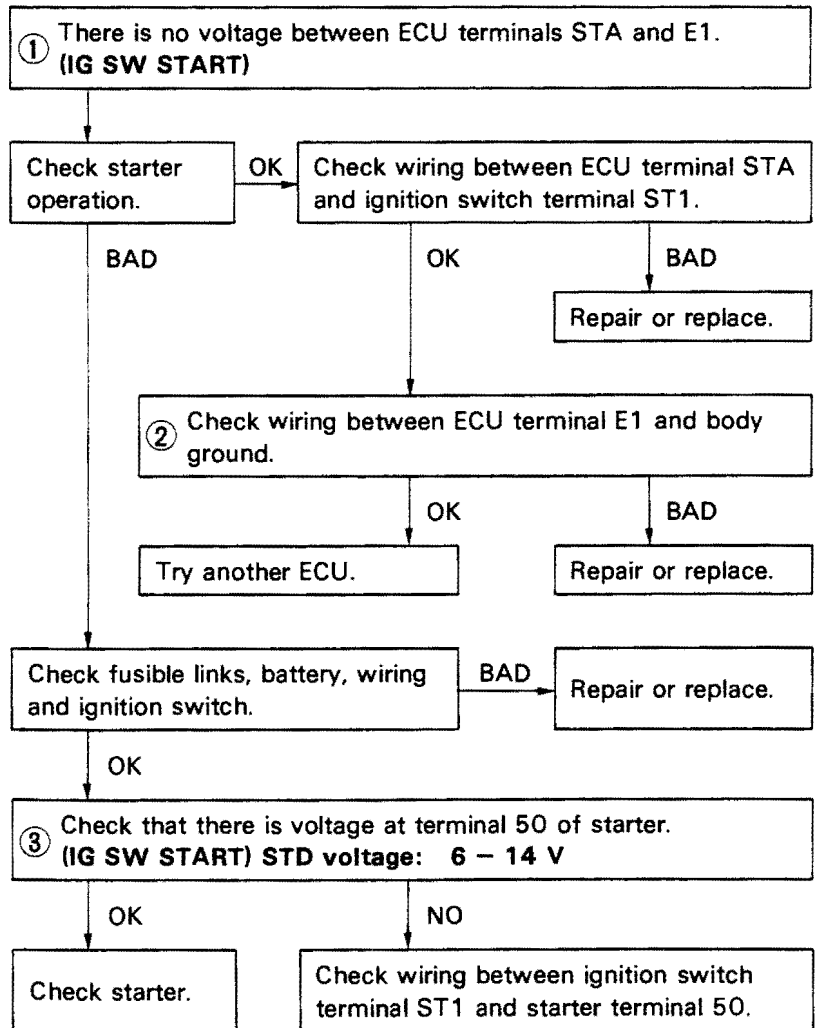 ① There is no voltage between ECU terminals STA and E1.
(IG SW START)
Check starter
operation.
OK
Check wiring between ECU terminal STA
and ignition switch terminal ST1.
BAD
OK
BAD
Repair or replace.
② Check wiring between ECU terminal E1 and body
ground.
OK
BAD
Try another ECU.
Repair or replace.
Check fusible links, battery, wiring
and ignition switch.
BAD
Repair or replace.
OK
③ Check that there is voltage at terminal 50 of starter.
(IG SW START) STD voltage: 6 – 14 V
OK
NO
Check starter.
Check wiring between ignition switch
terminal ST1 and starter terminal 50.